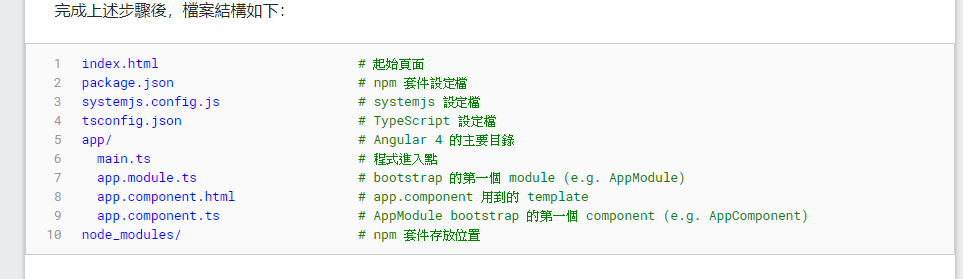 完成上述步驟後，檔案結構如下：
1 index.html # 起始頁面
2 package.json # npm 套件設定檔
3 systemjs.config.js # systemjs 設定檔
4 tsconfig.json # TypeScript 設定檔
5 app/ # Angular 4 的主要目錄
6 main.ts # 程式進入點
7 app.module.ts # bootstrap 的第一個 module (e.g. AppModule)
8 app.component.html # app.component 用到的 template
9 app.component.ts # AppModule bootstrap 的第一個 component (e.g. AppComponent)
10 node_modules/ # npm 套件存放位置